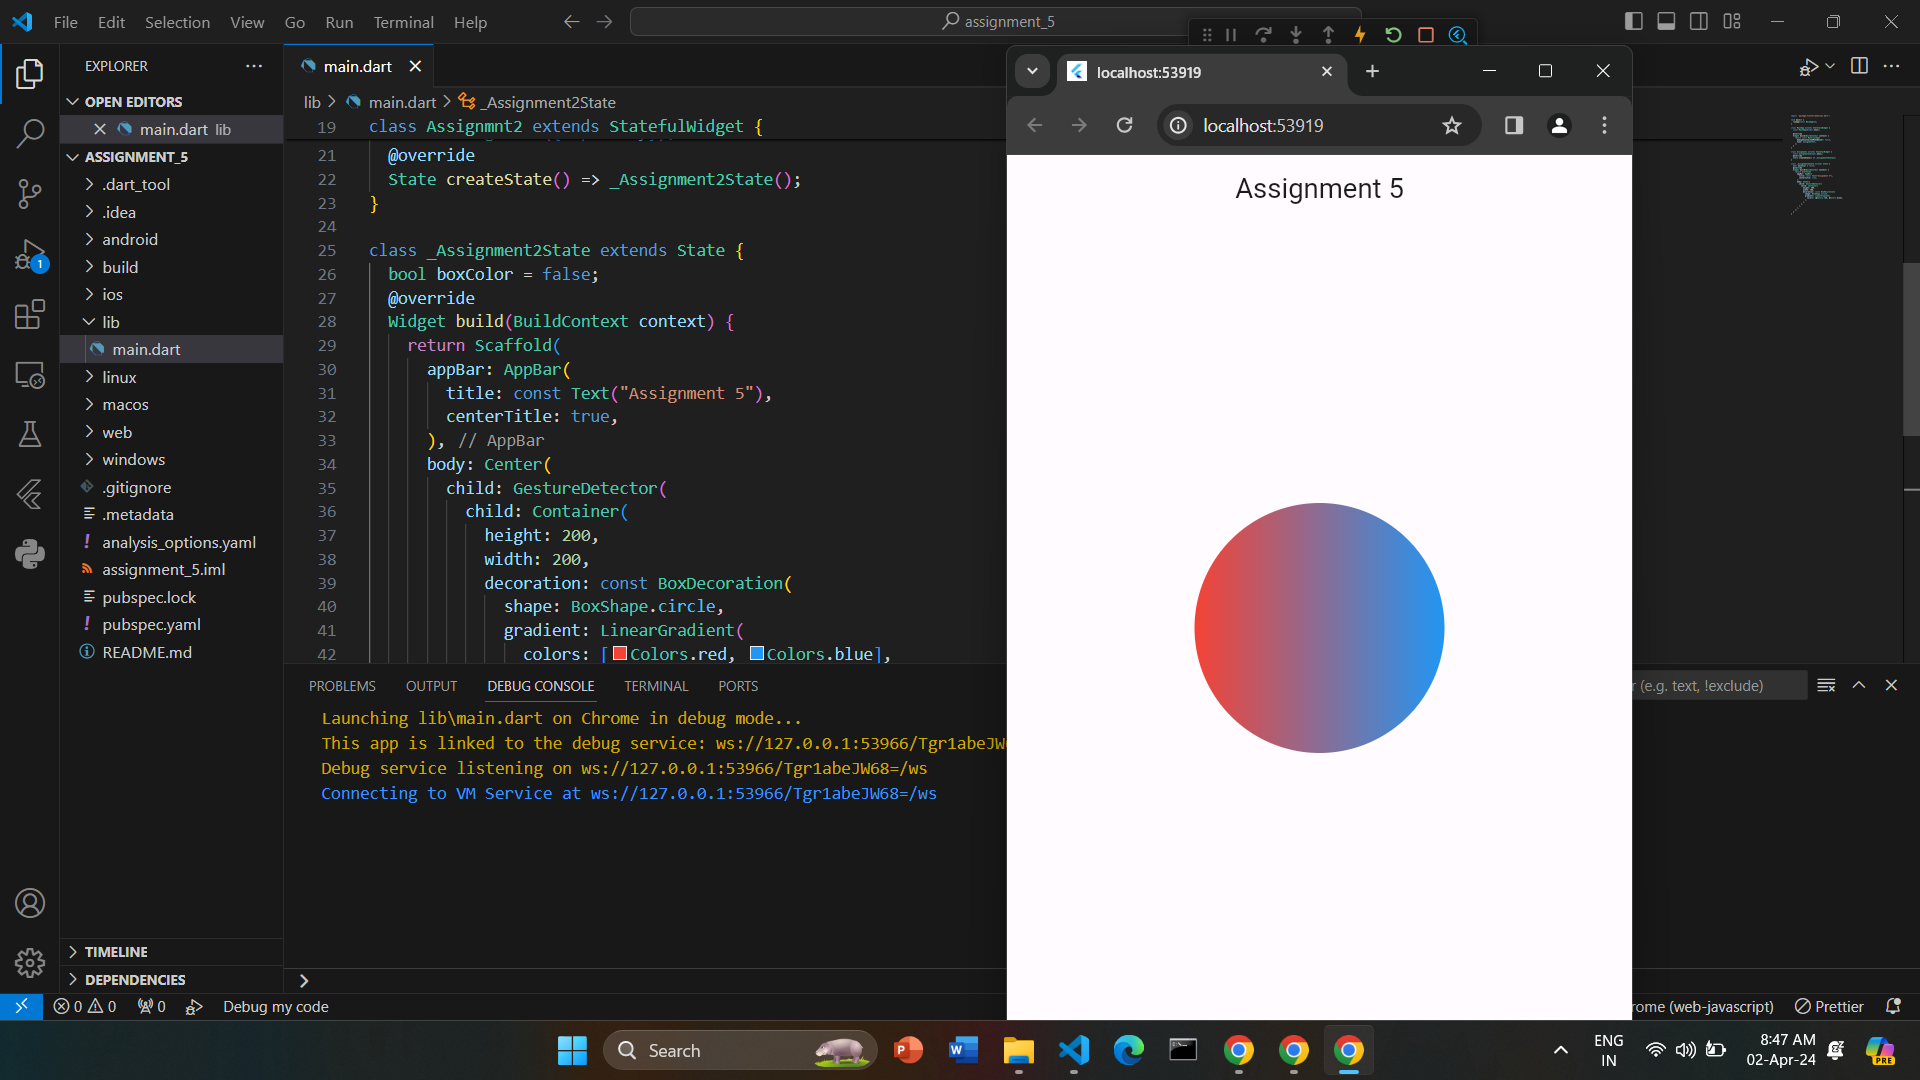 File Edit Selection View Go Run Terminal Help
assignment_5
EXPLORER
OPEN EDITORS
main.dart lib
ASSIGNMENT_5
.dart_tool
.idea
android
build
ios
lib
main.dart
linux
macos
web
windows
.gitignore
.metadata
analysis_options.yaml
assignment_5.iml
pubspec.lock
pubspec.yaml
README.md
TIMELINE
DEPENDENCIES
main.dart
lib > main.dart > _Assignment2State
19 class Assignmnt2 extends StatefulWidget {
21 @override
22 State createState() => _Assignment2State();
23 }
24
25 class _Assignment2State extends State {
26 bool boxColor = false;
27 @override
28 Widget build(BuildContext context) {
29 return Scaffold(
30 appBar: AppBar(
31 title: const Text("Assignment 5"),
32 centerTitle: true,
33 ), // AppBar
34 body: Center(
35 child: GestureDetector(
36 child: Container(
37 height: 200,
38 width: 200,
39 decoration: const BoxDecoration(
40 shape: BoxShape.circle,
41 gradient: LinearGradient(
42 colors: [Colors.red, Colors.blue],
PROBLEMS OUTPUT DEBUG CONSOLE TERMINAL PORTS
(e.g. text, !exclude)
Launching lib\main.dart on Chrome in debug mode...
This app is linked to the debug service: ws://127.0.0.1:53966/Tgr1abeJW
Debug service listening on ws://127.0.0.1:53966/Tgr1abeJW68=/ws
Connecting to VM Service at ws://127.0.0.1:53966/Tgr1abeJW68=/ws
localhost:53919
localhost:53919
Assignment 5
1
0 0 0 Debug my code
rome (web-javascript) Prettier
Search
ENG
IN
8:47 AM
02-Apr-24
PRE